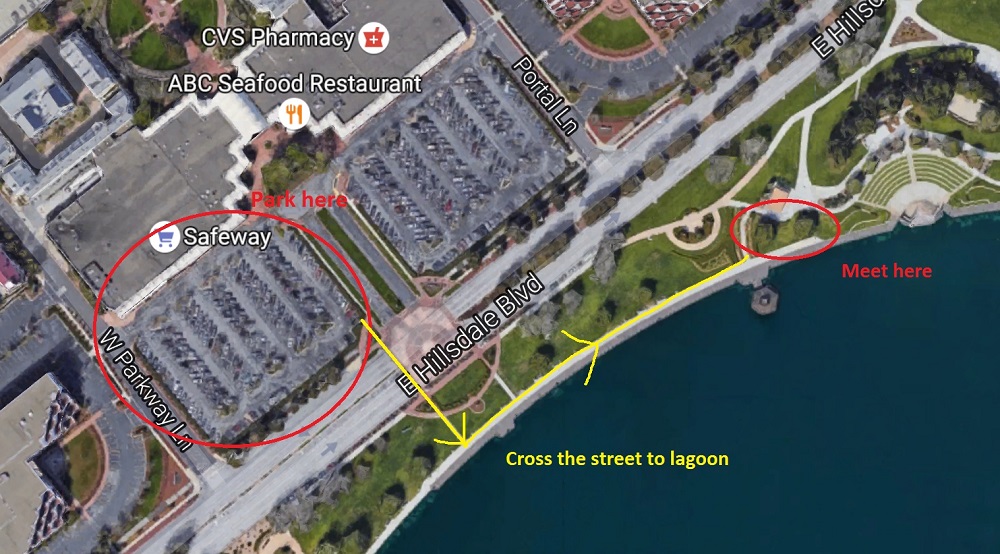 CVS Pharmacy
E Hillsd
ABC Seafood Restaurant
Portal Ln
Park here
Safeway
Meet here
E Hillsdale Blvd
W Parkway Ln
Cross the street to lagoon